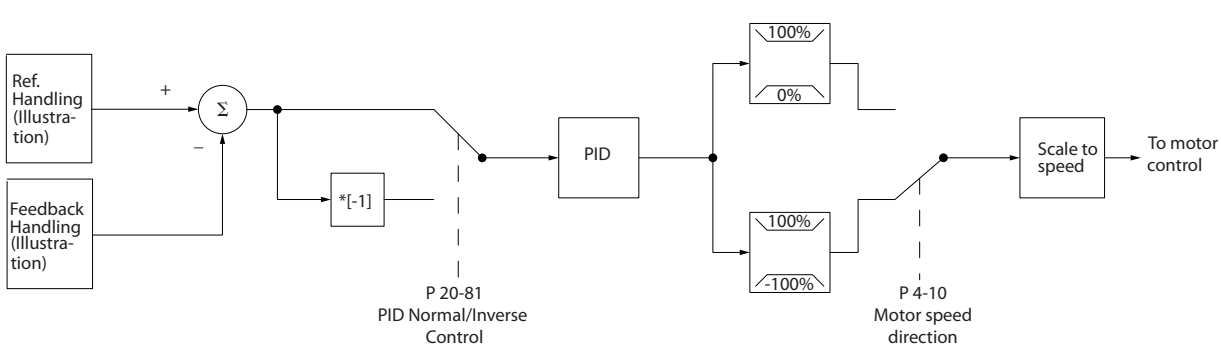 Ref.
Handling
(Illustra-
tion)
+
Σ
−
Feedback
Handling
(Illustra-
tion)
*[-1]
P 20-81
PID Normal/Inverse
Control
PID
100%
0%
100%
-100%
P 4-10
Motor speed
direction
Scale to
speed
To motor
control